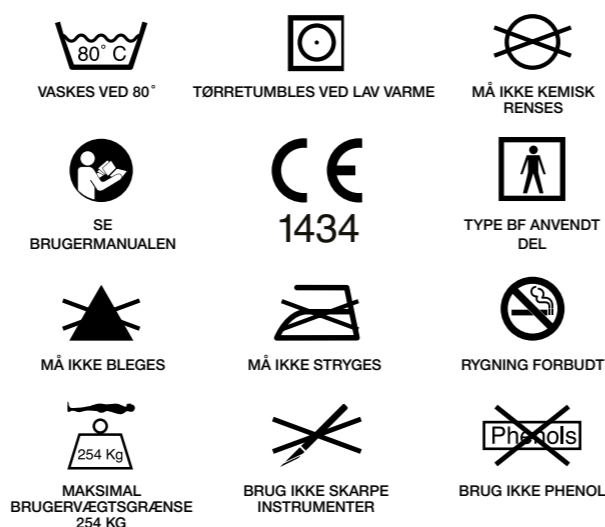 80° C
VASKES VED 80°
TØRRETUMBLES VED LAV VARME
MÅ IKKE KEMISK
RENSES
SE
BRUGERMANUALEN
CE
1434
TYPE BF ANVENDT
DEL
MÅ IKKE BLEGES
MÅ IKKE STRYGES
RYGNING FORBUDT
254 Kg
MAKSIMAL
BRUGERVÆGTSGRÆNSE
254 KG
BRUG IKKE SKARPE
INSTRUMENTER
Phenols
BRUG IKKE PHENOL